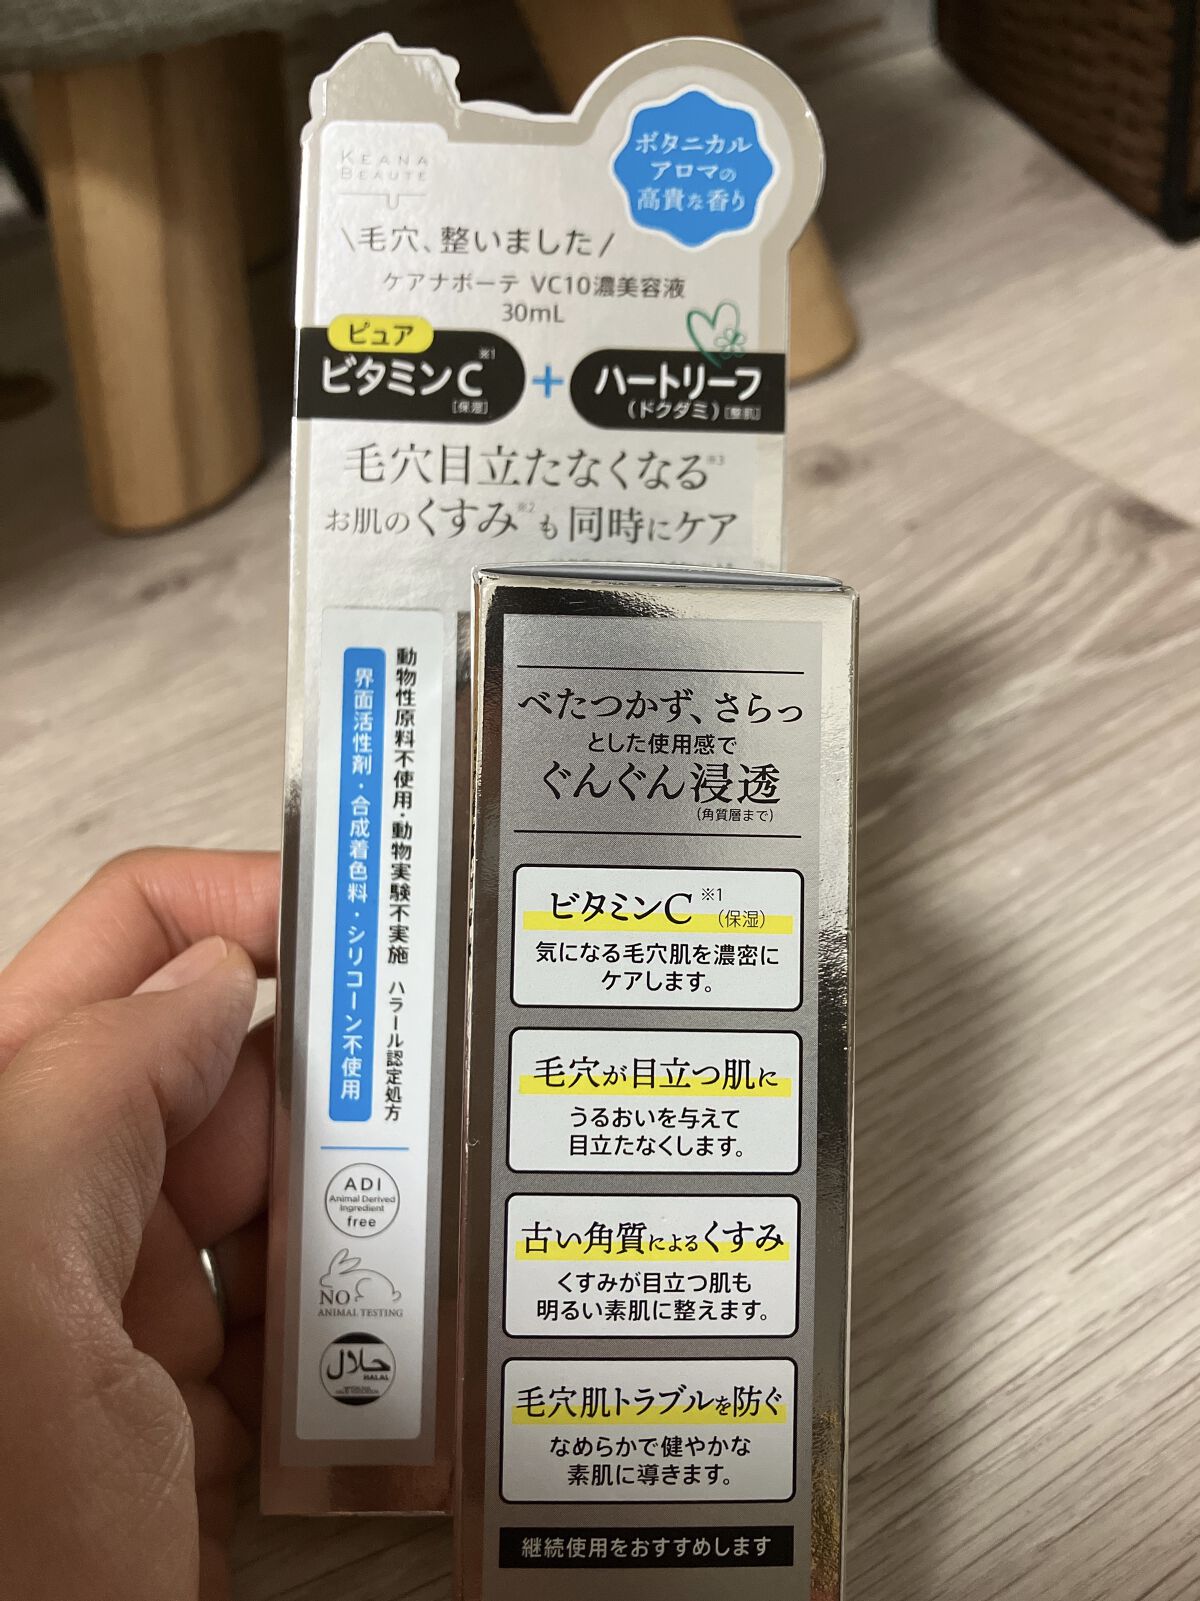 KEANA
BEAUTE
ボタニカル
アロマの
高貴な香り
\毛穴、整いました/
ケアナボーテ VC10濃美容液
30mL
ピュア
ビタミンC※1
[保湿]
+
ハートリーフ
(ドクダミ)[整肌]
毛穴目立たなくなる※3
お肌のくすみ※2も同時にケア
動物性原料不使用・動物実験不実施 ハラール認定処方
界面活性剤・合成着色料・シリコーン不使用
ADI
Animal Derived
Ingredient
free
NO
ANIMAL TESTING
حلال
HALAL
べたつかず、さらっ
とした使用感で
ぐんぐん浸透
(角質層まで)
ビタミンC※1(保湿)
気になる毛穴肌を濃密に
ケアします。
毛穴が目立つ肌に
うるおいを与えて
目立たなくします。
古い角質によるくすみ
くすみが目立つ肌も
明るい素肌に整えます。
毛穴肌トラブルを防ぐ
なめらかで健やかな
素肌に導きます。
継続使用をおすすめします